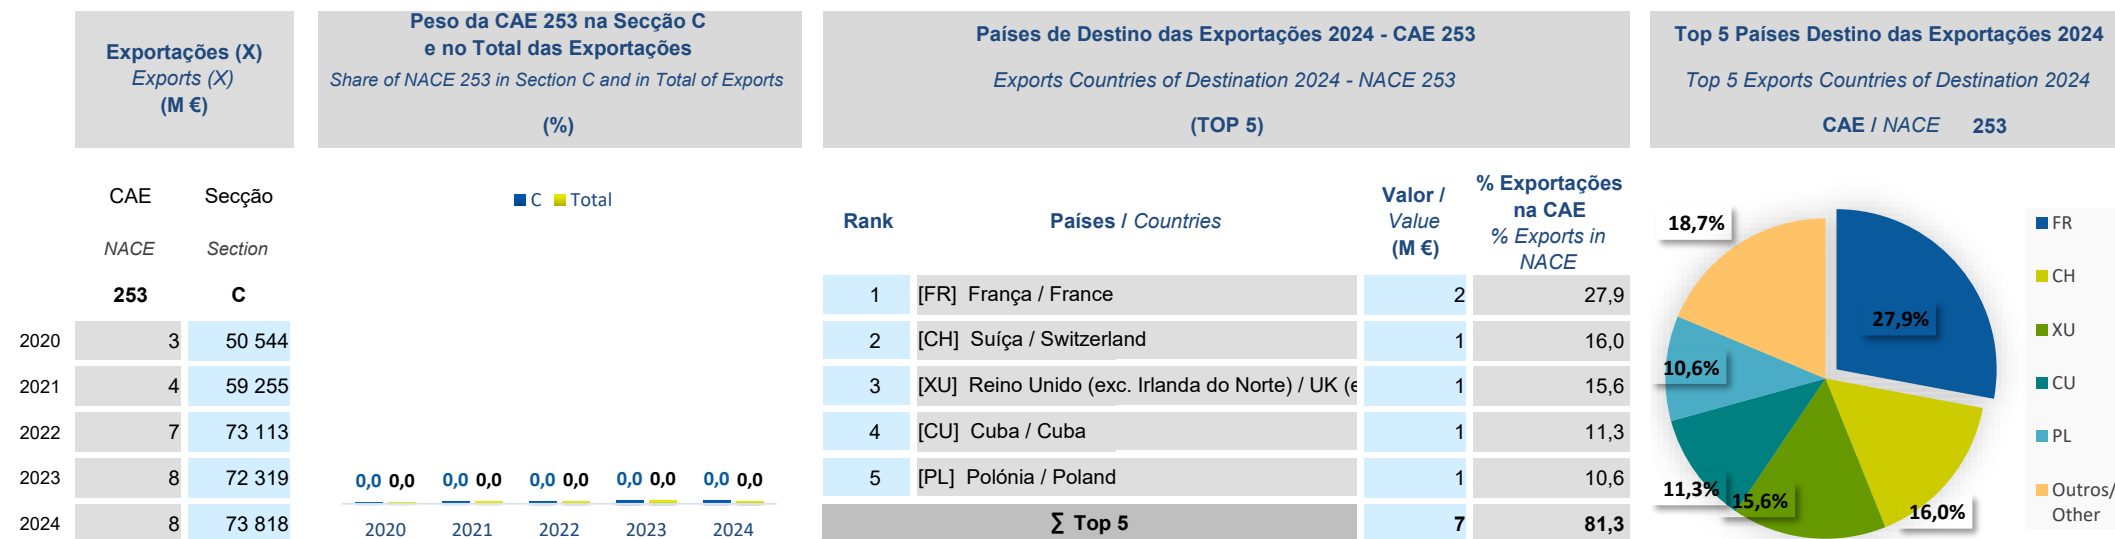 Exportações (X)
Exports (X)
(M €)
Peso da CAE 253 na Secção C
e no Total das Exportações
Share of NACE 253 in Section C and in Total of Exports
(%)
Países de Destino das Exportações 2024 - CAE 253
Exports Countries of Destination 2024 - NACE 253
(TOP 5)
Top 5 Países Destino das Exportações 2024
Top 5 Exports Countries of Destination 2024
CAE / NACE 253
CAE Secção
NACE Section
253 C
2020 3 50 544
2021 4 59 255
2022 7 73 113
2023 8 72 319
2024 8 73 818
C Total
0,0 0,0 0,0 0,0 0,0 0,0 0,0 0,0 0,0 0,0
2020 2021 2022 2023 2024
Rank
Países / Countries
Valor /
Value
(M €)
% Exportações
na CAE
% Exports in
NACE
1 [FR] França / France 2 27,9
2 [CH] Suíça / Switzerland 1 16,0
3 [XU] Reino Unido (exc. Irlanda do Norte) / UK (e 1 15,6
4 [CU] Cuba / Cuba 1 11,3
5 [PL] Polónia / Poland 1 10,6
∑ Top 5 7 81,3
18,7%
27,9%
10,6%
11,3%
15,6%
16,0%
FR
CH
XU
CU
PL
Outros/
Other